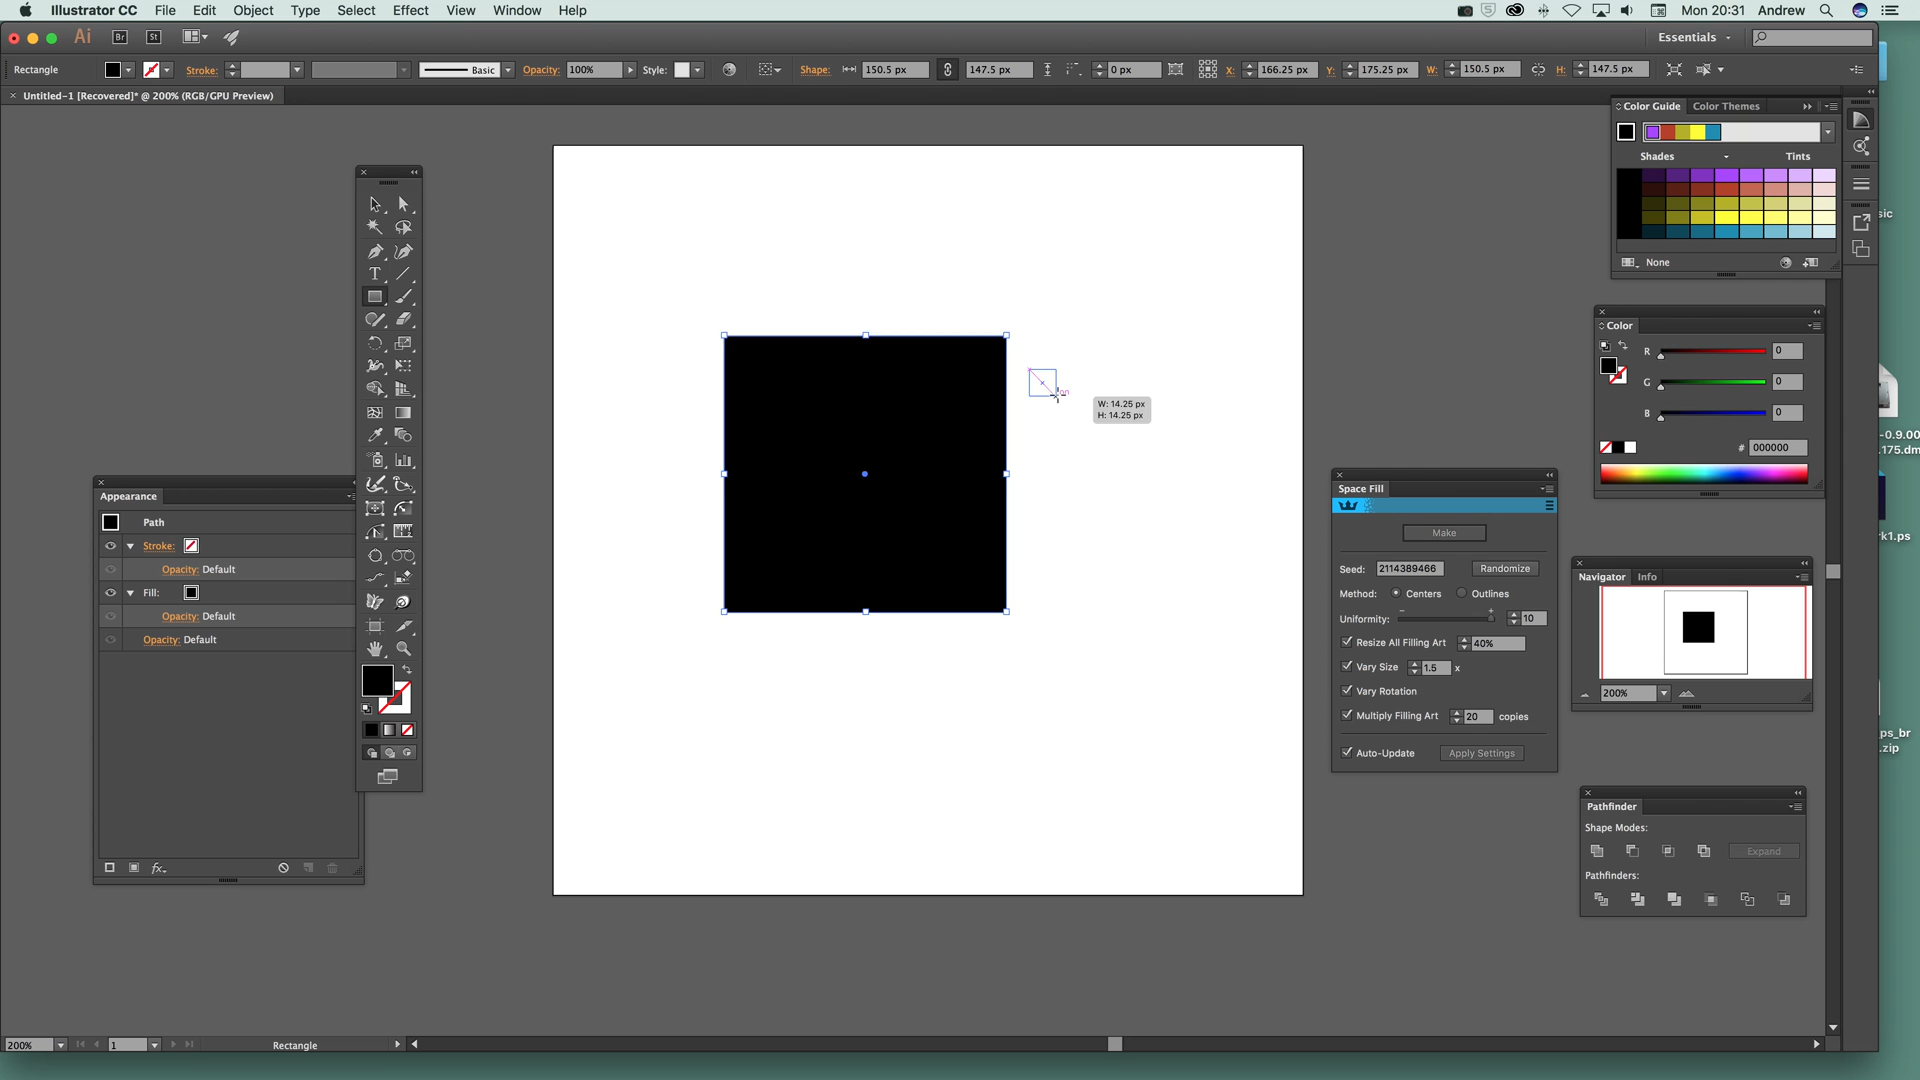 Illustrator CC File Edit Object Type Select Effect View Window Help Mon 20:31 Andrew
Ai Br St Essentials
Rectangle Stroke: Basic Opacity: 100% Style: Shape: 150.5 px 147.5 px 0 px X: 166.25 px Y: 175.25 px W: 150.5 px H: 147.5 px
× Untitled-1 [Recovered]* @ 200% (RGB/GPU Preview)
Color Guide Color Themes
Shades Tints
None
Color
R 0
G 0
B 0
# 000000
W: 14.25 px
H: 14.25 px
Appearance
Path
Stroke:
Opacity: Default
Fill:
Opacity: Default
Opacity: Default
fx
Space Fill
Make
Seed: 2114389466 Randomize
Method: Centers Outlines
Uniformity: − + 10
Resize All Filling Art 40%
Vary Size 1.5 x
Vary Rotation
Multiply Filling Art 20 copies
Auto-Update Apply Settings
Navigator Info
200%
Pathfinder
Shape Modes:
Expand
Pathfinders:
sic
-0.9.00
.175.dm
rk1.ps
ps_br
.zip
200% 1 Rectangle